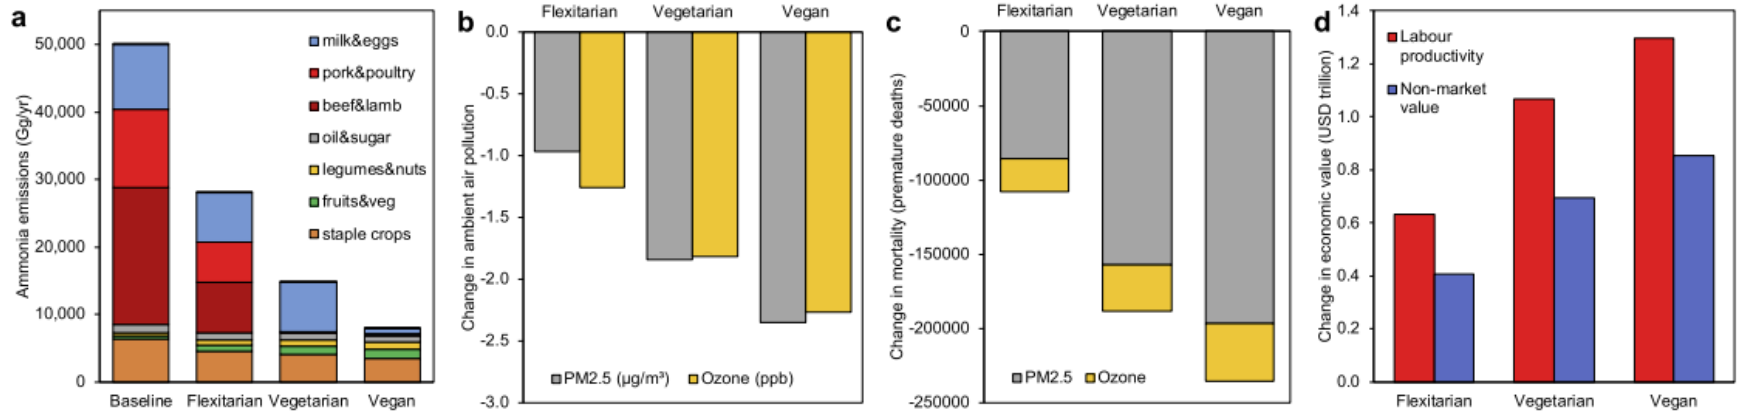 a
Ammonia emissions (Gg/yr)
50,000
40,000
30,000
20,000
10,000
0
milk&eggs
pork&poultry
beef&lamb
oil&sugar
legumes&nuts
fruits&veg
staple crops
Baseline Flexitarian Vegetarian Vegan
b
Flexitarian Vegetarian Vegan
Change in ambient air pollution
0.0
-0.5
-1.0
-1.5
-2.0
-2.5
-3.0
PM2.5 (μg/m³) Ozone (ppb)
c
Flexitarian Vegetarian Vegan
Change in mortality (premature deaths)
0
-50000
-100000
-150000
-200000
-250000
PM2.5 Ozone
d
Change in economic value (USD trillion)
1.4
1.2
1.0
0.8
0.6
0.4
0.2
0.0
Labour
productivity
Non-market
value
Flexitarian Vegetarian Vegan